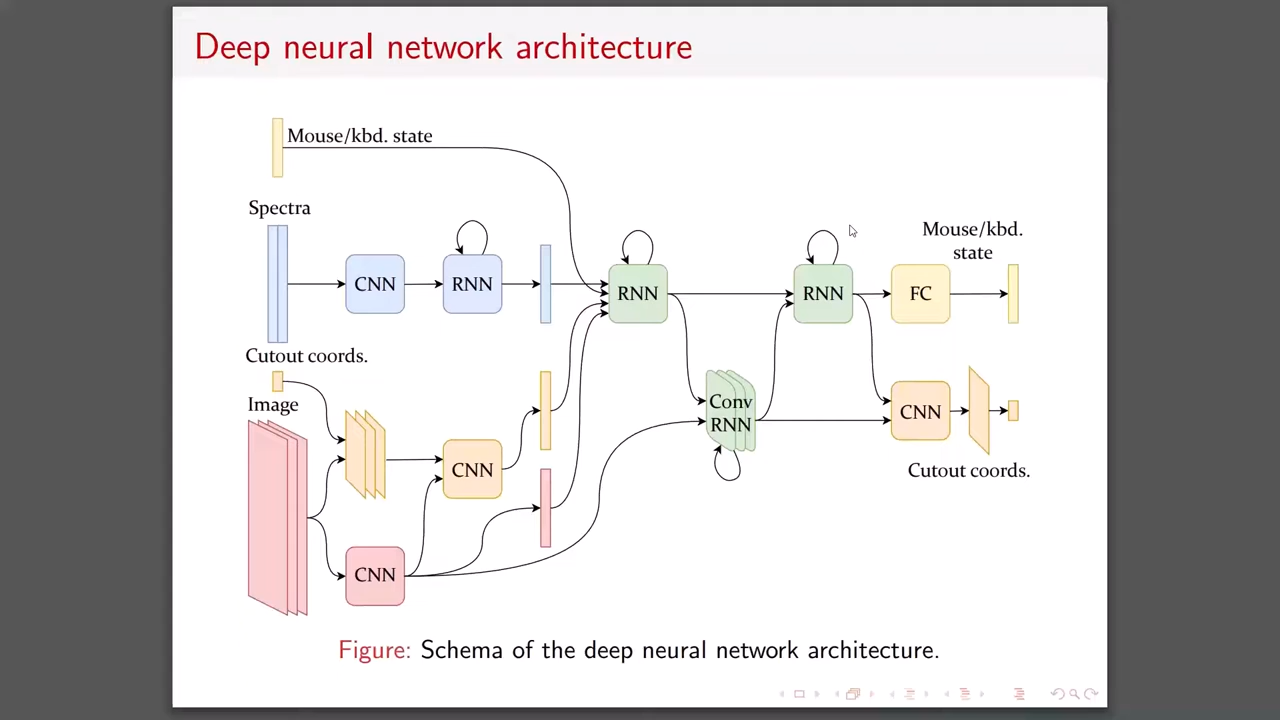 Deep neural network architecture
Mouse/kbd. state
Spectra
CNN
RNN
RNN
RNN
FC
Mouse/kbd.
state
Cutout coords.
Image
CNN
CNN
Conv
RNN
CNN
Cutout coords.
Figure: Schema of the deep neural network architecture.